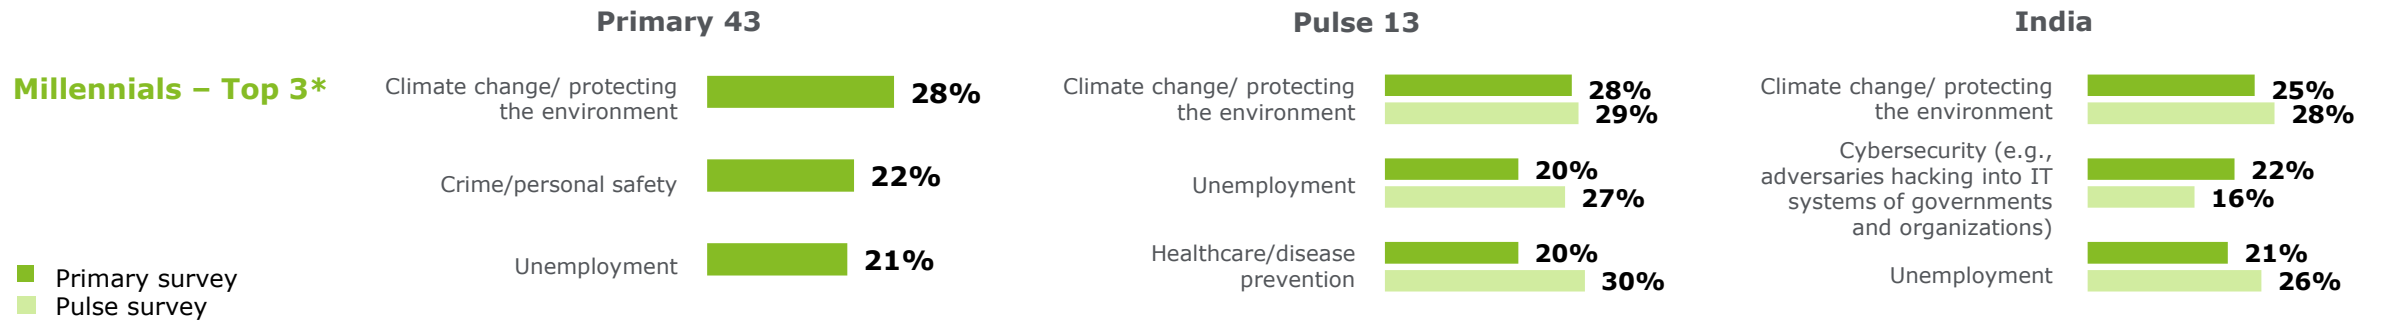 Primary 43
Pulse 13
India
Millennials – Top 3*
Climate change/ protecting
the environment
28%
Crime/personal safety
22%
Unemployment
21%
Climate change/ protecting
the environment
28%
29%
Unemployment
20%
27%
Healthcare/disease
prevention
20%
30%
Climate change/ protecting
the environment
25%
28%
Cybersecurity (e.g.,
adversaries hacking into IT
systems of governments
and organizations)
22%
16%
Unemployment
21%
26%
Primary survey
Pulse survey